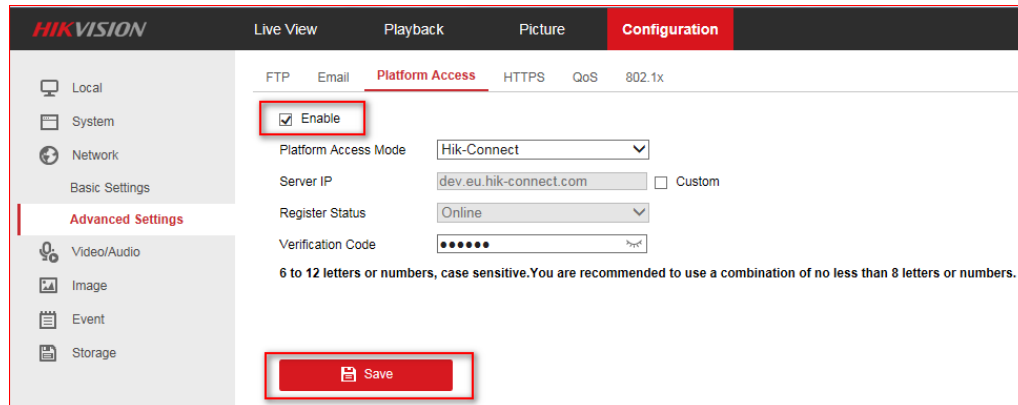 HIKVISION Live View Playback Picture Configuration
FTP Email Platform Access HTTPS QoS 802.1x
Local
System
Network
Basic Settings
Advanced Settings
Video/Audio
Image
Event
Storage
Enable
Platform Access Mode Hik-Connect
Server IP dev.eu.hik-connect.com Custom
Register Status Online
Verification Code ●●●●●●
6 to 12 letters or numbers, case sensitive.You are recommended to use a combination of no less than 8 letters or numbers.
Save